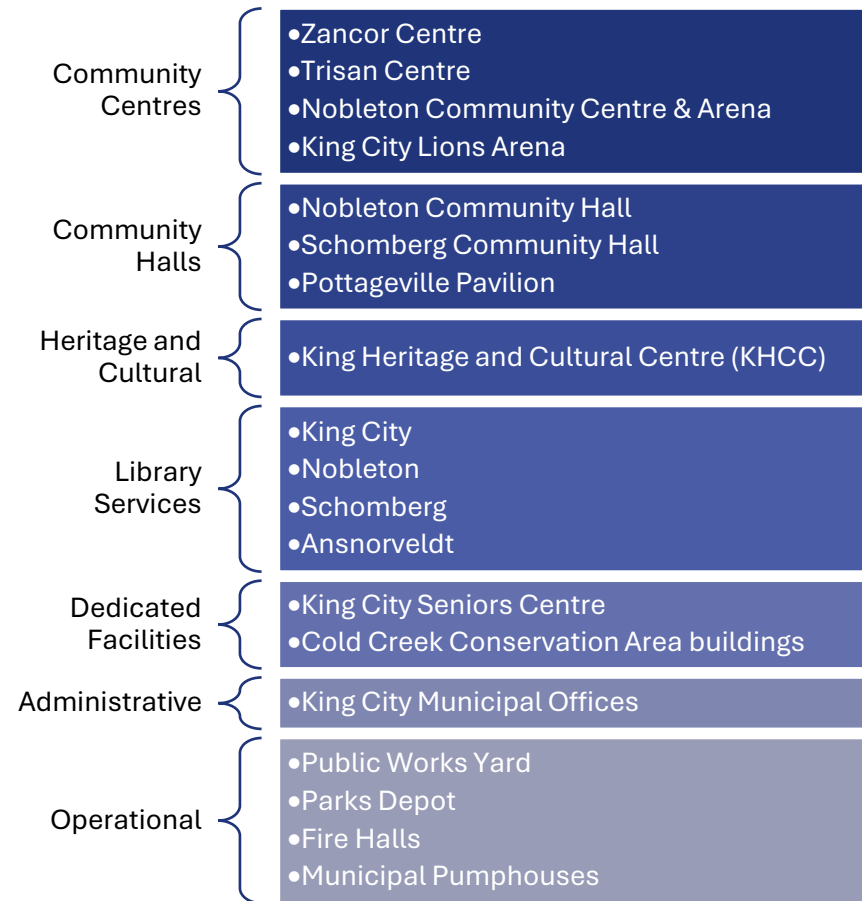 Community
Centres
•Zancor Centre
•Trisan Centre
•Nobleton Community Centre & Arena
•King City Lions Arena
Community
Halls
•Nobleton Community Hall
•Schomberg Community Hall
•Pottageville Pavilion
Heritage and
Cultural
•King Heritage and Cultural Centre (KHCC)
Library
Services
•King City
•Nobleton
•Schomberg
•Ansnorveldt
Dedicated
Facilities
•King City Seniors Centre
•Cold Creek Conservation Area buildings
Administrative
•King City Municipal Offices
Operational
•Public Works Yard
•Parks Depot
•Fire Halls
•Municipal Pumphouses